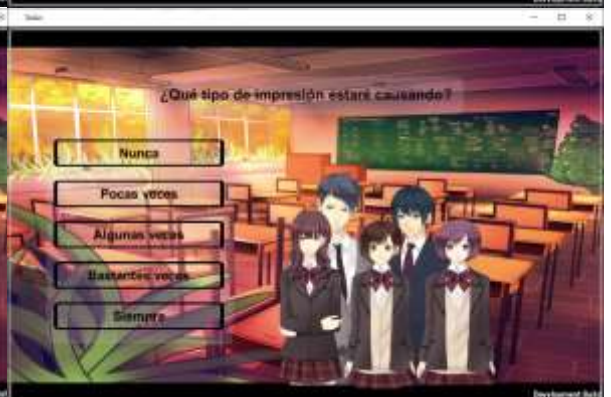 ¿Qué tipo de impresión estaré causando?
Nunca
Pocas veces
Algunas veces
Bastantes veces
Siempre
Development Build